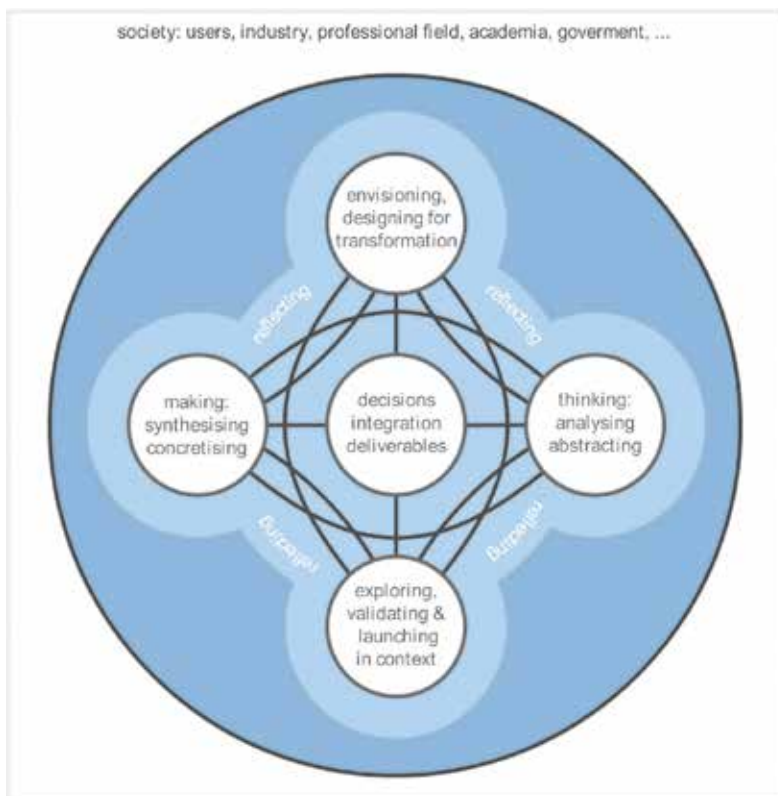 society: users, industry, professional field, academia, goverment, ...
envisioning,
designing for
transformation
reflecting
reflecting
making:
synthesising
concretising
decisions
integration
deliverables
thinking:
analysing
abstracting
reflecting
reflecting
exploring,
validating &
launching
in context